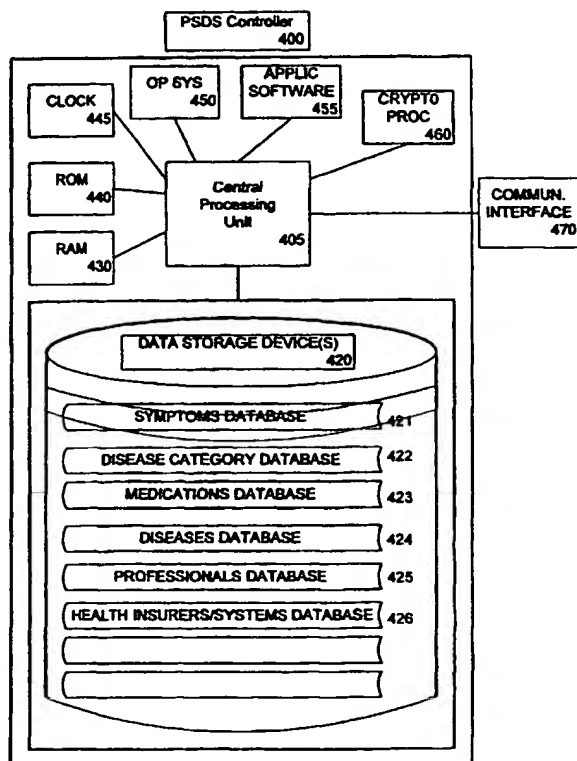 PSDS Controller
400
CLOCK
445
OP SYS
450
APPLIC
SOFTWARE
455
CRYPTO
PROC
460
ROM
440
Central
Processing
Unit
405
COMMUN.
INTERFACE
470
RAM
430
DATA STORAGE DEVICE(S)
420
SYMPTOMS DATABASE
421
DISEASE CATEGORY DATABASE
422
MEDICATIONS DATABASE
423
DISEASES DATABASE
424
PROFESSIONALS DATABASE
425
HEALTH INSURERS/SYSTEMS DATABASE
426